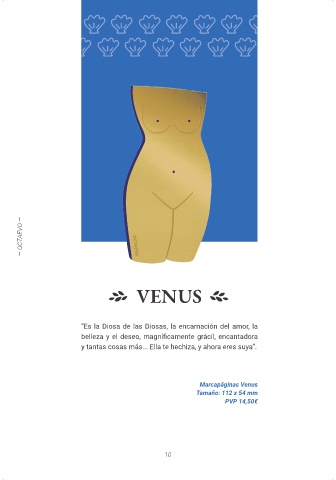 — OCTAEVO —
VENUS
"Es la Diosa de las Diosas, la encarnación del amor, la
belleza y el deseo, magníficamente grácil, encantadora
y tantas cosas más... Ella te hechiza, y ahora eres suya".
Marcapáginas Venus
Tamaño: 112 x 54 mm
PVP 14,50€
10